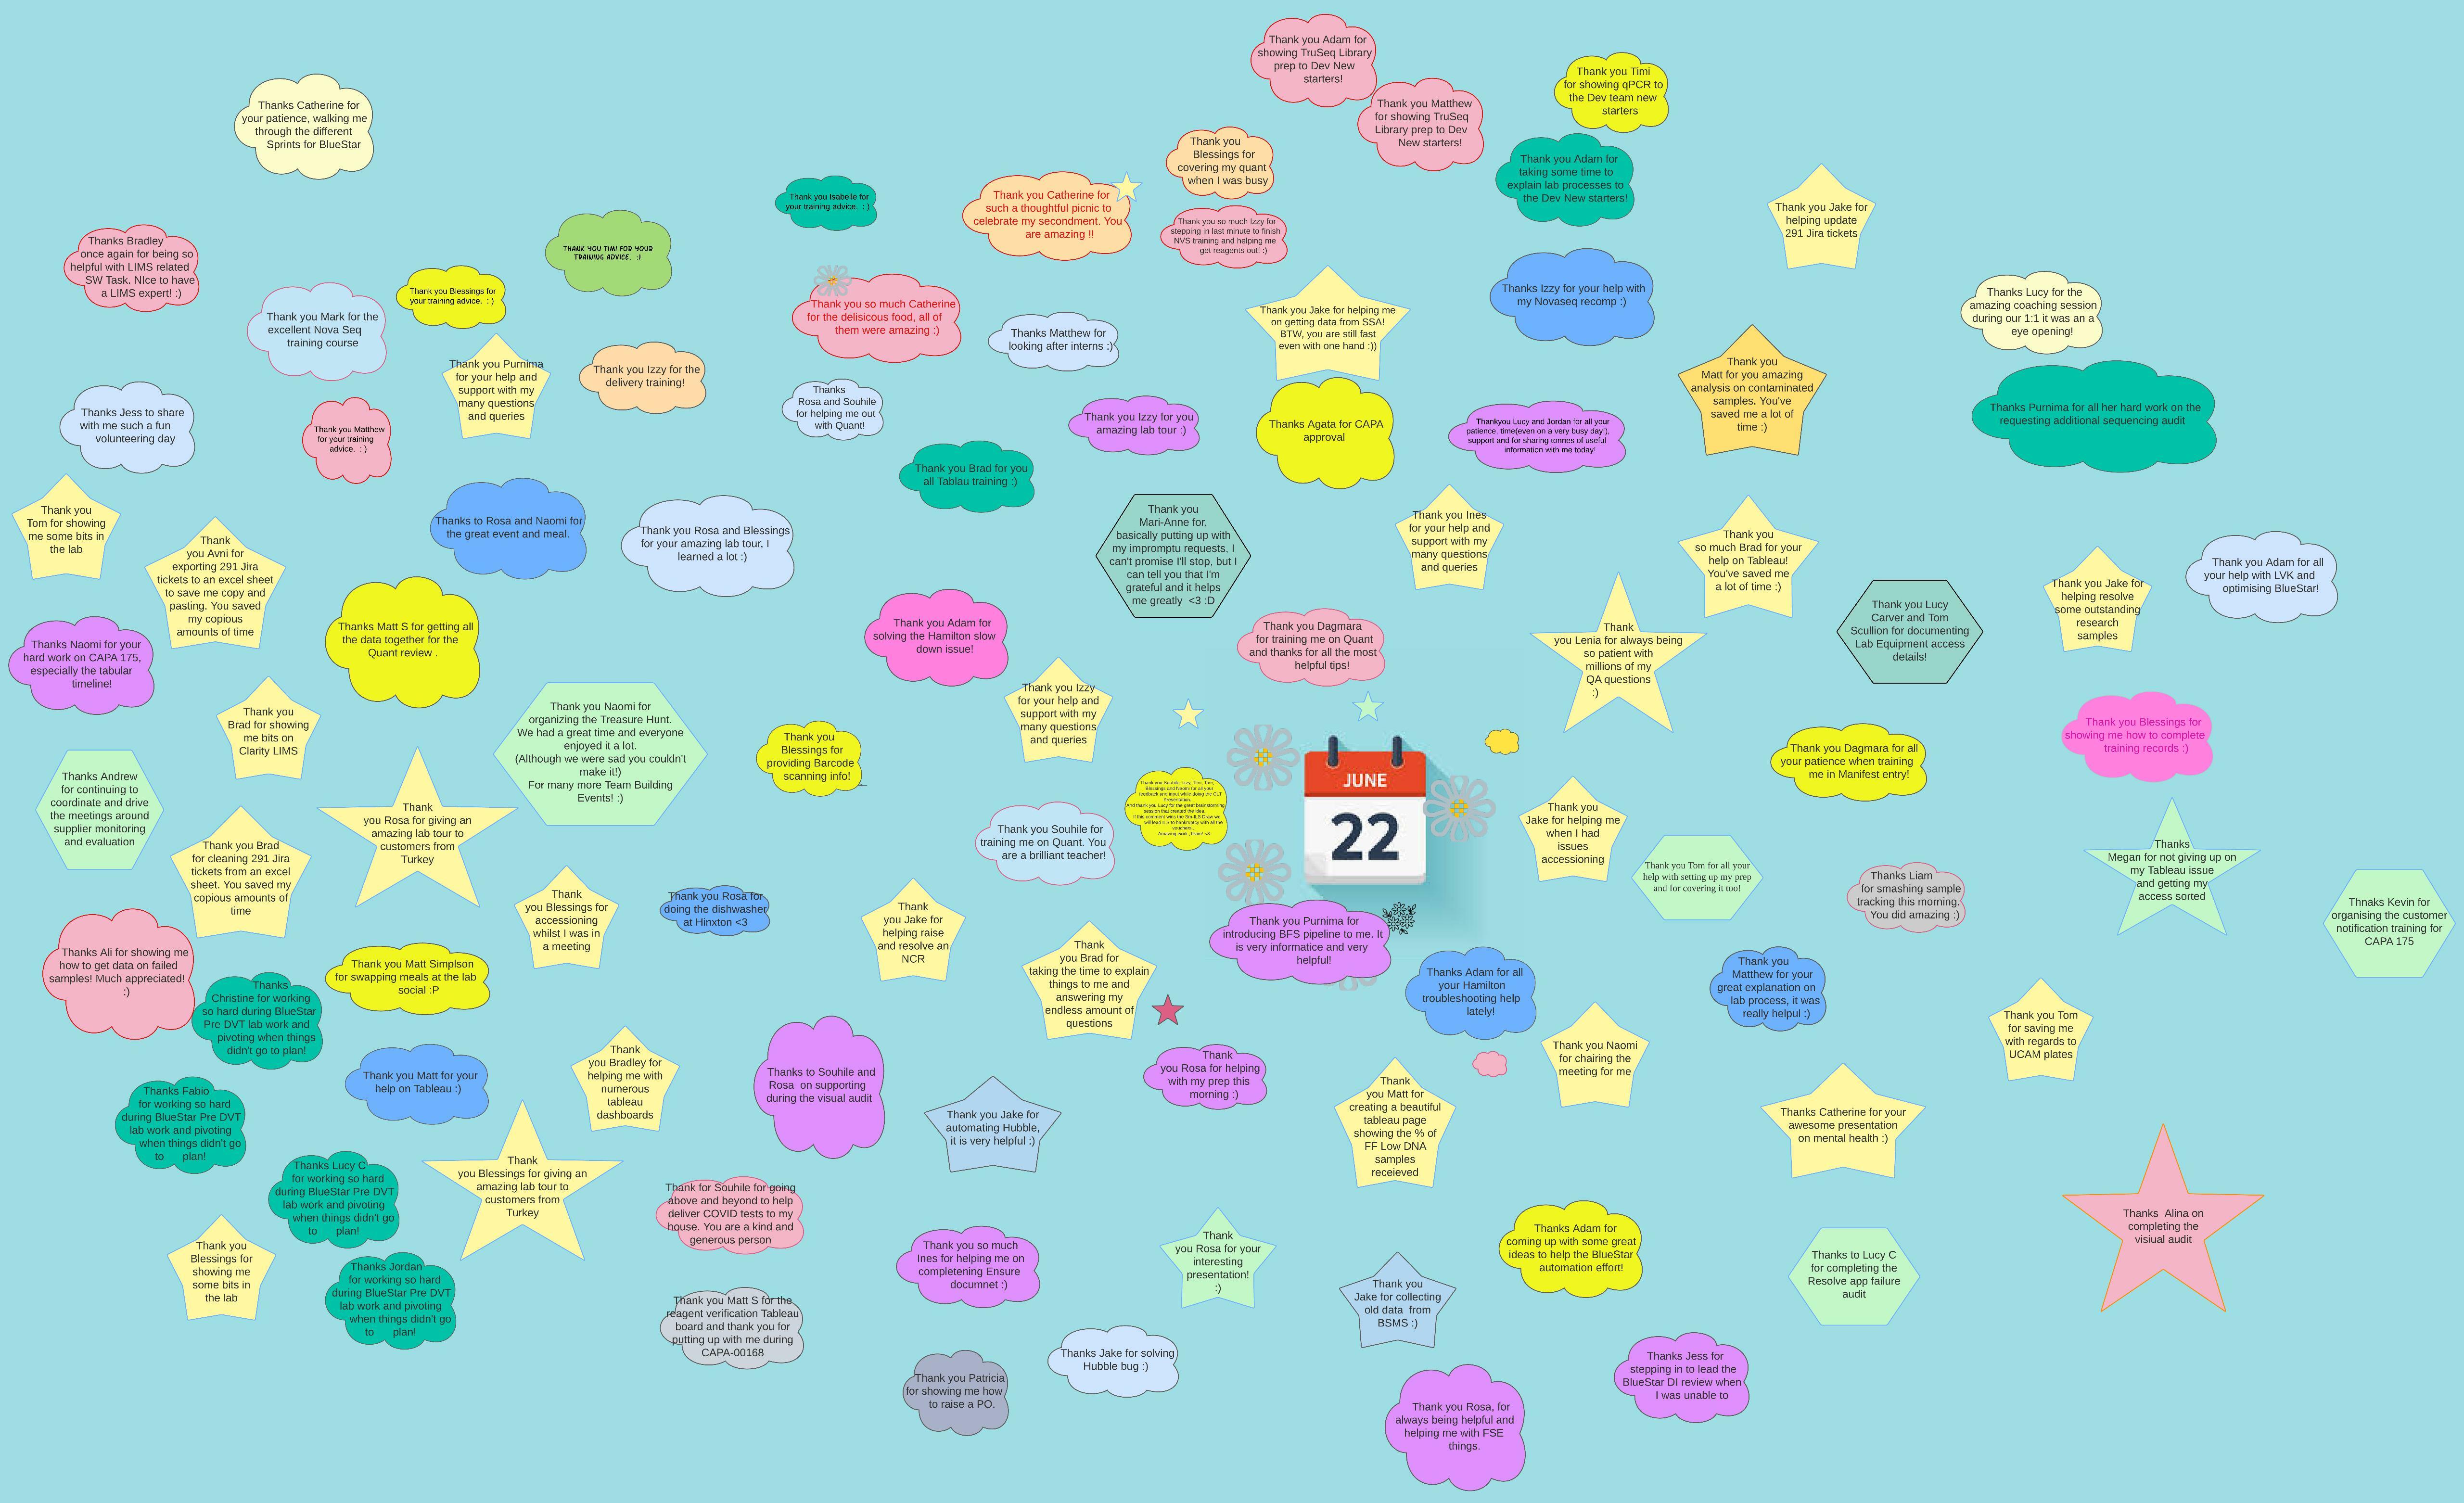 Thank you Adam for
showing TruSeq Library
prep to Dev New
starters!
Thank you Timi
for showing qPCR to
the Dev team new
starters
Thanks Catherine for
your patience, walking me
through the different
Sprints for BlueStar
Thank you Matthew
for showing TruSeq
Library prep to Dev
New starters!
Thank you
Blessings for
covering my quant
when I was busy
Thank you Adam for
taking some time to
explain lab processes to
the Dev New starters!
Thank you Isabelle for
your training advice. : )
Thank you Catherine for
such a thoughtful picnic to
celebrate my secondment. You
are amazing !!
Thank you Jake for
helping update
291 Jira tickets
Thank you so much Izzy for
stepping in last minute to finish
NVS training and helping me
get reagents out! :)
Thanks Bradley
once again for being so
helpful with LIMS related
SW Task. NIce to have
a LIMS expert! :)
THANK YOU TIMI FOR YOUR
TRAINING ADVICE. :)
Thank you Blessings for
your training advice. : )
Thank you Mark for the
excellent Nova Seq
training course
Thank you so much Catherine
for the delisicous food, all of
them were amazing :)
Thanks Matthew for
looking after interns :)
Thank you Jake for helping me
on getting data from SSA!
BTW, you are still fast
even with one hand :))
Thanks Izzy for your help with
my Novaseq recomp :)
Thanks Lucy for the
amazing coaching session
during our 1:1 it was an a
eye opening!
Thank you Purnima
for your help and
support with my
many questions
and queries
Thank you Izzy for the
delivery training!
Thank you
Matt for you amazing
analysis on contaminated
samples. You've
saved me a lot of
time :)
Thanks Jess to share
with me such a fun
volunteering day
Thank you Matthew
for your training
advice. : )
Thanks
Rosa and Souhile
for helping me out
with Quant!
Thank you Izzy for you
amazing lab tour :)
Thanks Agata for CAPA
approval
Thankyou Lucy and Jordan for all your
patience, time(even on a very busy day!),
support and for sharing tonnes of useful
information with me today!
Thanks Purnima for all her hard work on the
requesting additional sequencing audit
Thank you Brad for you
all Tablau training :)
Thank you
Tom for showing
me some bits in
the lab
Thanks to Rosa and Naomi for
the great event and meal.
Thank you Rosa and Blessings
for your amazing lab tour, I
learned a lot :)
Thank you
Mari-Anne for,
basically putting up with
my impromptu requests, I
can't promise I'll stop, but I
can tell you that I'm
grateful and it helps
me greatly <3 :D
Thank you Ines
for your help and
support with my
many questions
and queries
Thank you
so much Brad for your
help on Tableau!
You've saved me
a lot of time :)
Thank
you Avni for
exporting 291 Jira
tickets to an excel sheet
to save me copy and
pasting. You saved
my copious
amounts of time
Thank you Jake for
helping resolve
some outstanding
research
samples
Thank you Adam for all
your help with LVK and
optimising BlueStar!
Thanks Naomi for your
hard work on CAPA 175,
especially the tabular
timeline!
Thanks Matt S for getting all
the data together for the
Quant review .
Thank you Adam for
solving the Hamilton slow
down issue!
Thank you Dagmara
for training me on Quant
and thanks for all the most
helpful tips!
Thank
you Lenia for always being
so patient with
millions of my
QA questions
:)
Thank you Lucy
Carver and Tom
Scullion for documenting
Lab Equipment access
details!
Thank you
Brad for showing
me bits on
Clarity LIMS
Thank you Naomi for
organizing the Treasure Hunt.
We had a great time and everyone
enjoyed it a lot.
(Although we were sad you couldn't
make it!)
For many more Team Building
Events! :)
Thank you Izzy
for your help and
support with my
many questions
and queries
Thank you
Blessings for
providing Barcode
scanning info!
Thank you Dagmara for all
your patience when training
me in Manifest entry!
Thank you Blessings for
showing me how to complete
training records :)
Thanks Andrew
for continuing to
coordinate and drive
the meetings around
supplier monitoring
and evaluation
Thank
you Rosa for giving an
amazing lab tour to
customers from
Turkey
Thank you Souhile, Izzy, Timi, Tom,
Blessings and Naomi for all your
feedback and input while doing the CLT
Presentation.
And thank you Lucy for the great brainstorming
session that created the idea.
JUNE
22
Thank you Souhile for
training me on Quant. You
are a brilliant teacher!
Thank you
Jake for helping me
when I had
issues
accessioning
Thank you Brad
for cleaning 291 Jira
tickets from an excel
sheet. You saved my
copious amounts of
time
Thank you Tom for all your
help with setting up my prep
and for covering it too!
Thanks Liam
for smashing sample
tracking this morning.
You did amazing :)
Thanks
Megan for not giving up on
my Tableau issue
and getting my
access sorted
Thnaks Kevin for
organising the customer
notification training for
CAPA 175
Thank
you Blessings for
accessioning
whilst I was in
a meeting
Thank you Rosa for
doing the dishwasher
at Hinxton <3
Thank
you Jake for
helping raise
and resolve an
NCR
Thank
you Brad for
taking the time to explain
things to me and
answering my
endless amount of
questions
Thank you Purnima for
introducing BFS pipeline to me. It
is very informatice and very
helpful!
Thanks Ali for showing me
how to get data on failed
samples! Much appreciated!
:)
Thank you Matt SimpIson
for swapping meals at the lab
social :P
Thanks Adam for all
your Hamilton
troubleshooting help
lately!
Thank you
Matthew for your
great explanation on
lab process, it was
really helpul :)
Thanks
Christine for working
so hard during BlueStar
Pre DVT lab work and
pivoting when things
didn't go to plan!
Thank you Tom
for saving me
with regards to
UCAM plates
Thank you Matt for your
help on Tableau :)
Thank
you Bradley for
helping me with
numerous
tableau
dashboards
Thanks to Souhile and
Rosa on supporting
during the visual audit
Thank
you Rosa for helping
with my prep this
morning :)
Thank you Naomi
for chairing the
meeting for me
Thanks Fabio
for working so hard
during BlueStar Pre DVT
lab work and pivoting
when things didn't go
to plan!
Thank you Jake for
automating Hubble,
it is very helpful :)
Thank
you Matt for
creating a beautiful
tableau page
showing the % of
FF Low DNA
samples
receieved
Thanks Catherine for your
awesome presentation
on mental health :)
Thanks Lucy C
for working so hard
during BlueStar Pre DVT
lab work and pivoting
when things didn't go
to plan!
Thank
you Blessings for giving an
amazing lab tour to
customers from
Turkey
Thank for Souhile for going
above and beyond to help
deliver COVID tests to my
house. You are a kind and
generous person
Thanks Alina on
completing the
visiual audit
Thank you
Blessings for
showing me
some bits in
the lab
Thank you so much
Ines for helping me on
completening Ensure
documnet :)
Thank
you Rosa for your
interesting
presentation!
:)
Thanks Adam for
coming up with some great
ideas to help the BlueStar
automation effort!
Thanks to Lucy C
for completing the
Resolve app failure
audit
Thanks Jordan
for working so hard
during BlueStar Pre DVT
lab work and pivoting
when things didn't go
to plan!
Thank you Matt S for the
reagent verification Tableau
board and thank you for
putting up with me during
CAPA-00168
Thank you
Jake for collecting
old data from
BSMS :)
Thanks Jake for solving
Hubble bug :)
Thank you Patricia
for showing me how
to raise a PO.
Thanks Jess for
stepping in to lead the
BlueStar DI review when
I was unable to
Thank you Rosa, for
always being helpful and
helping me with FSE
things.